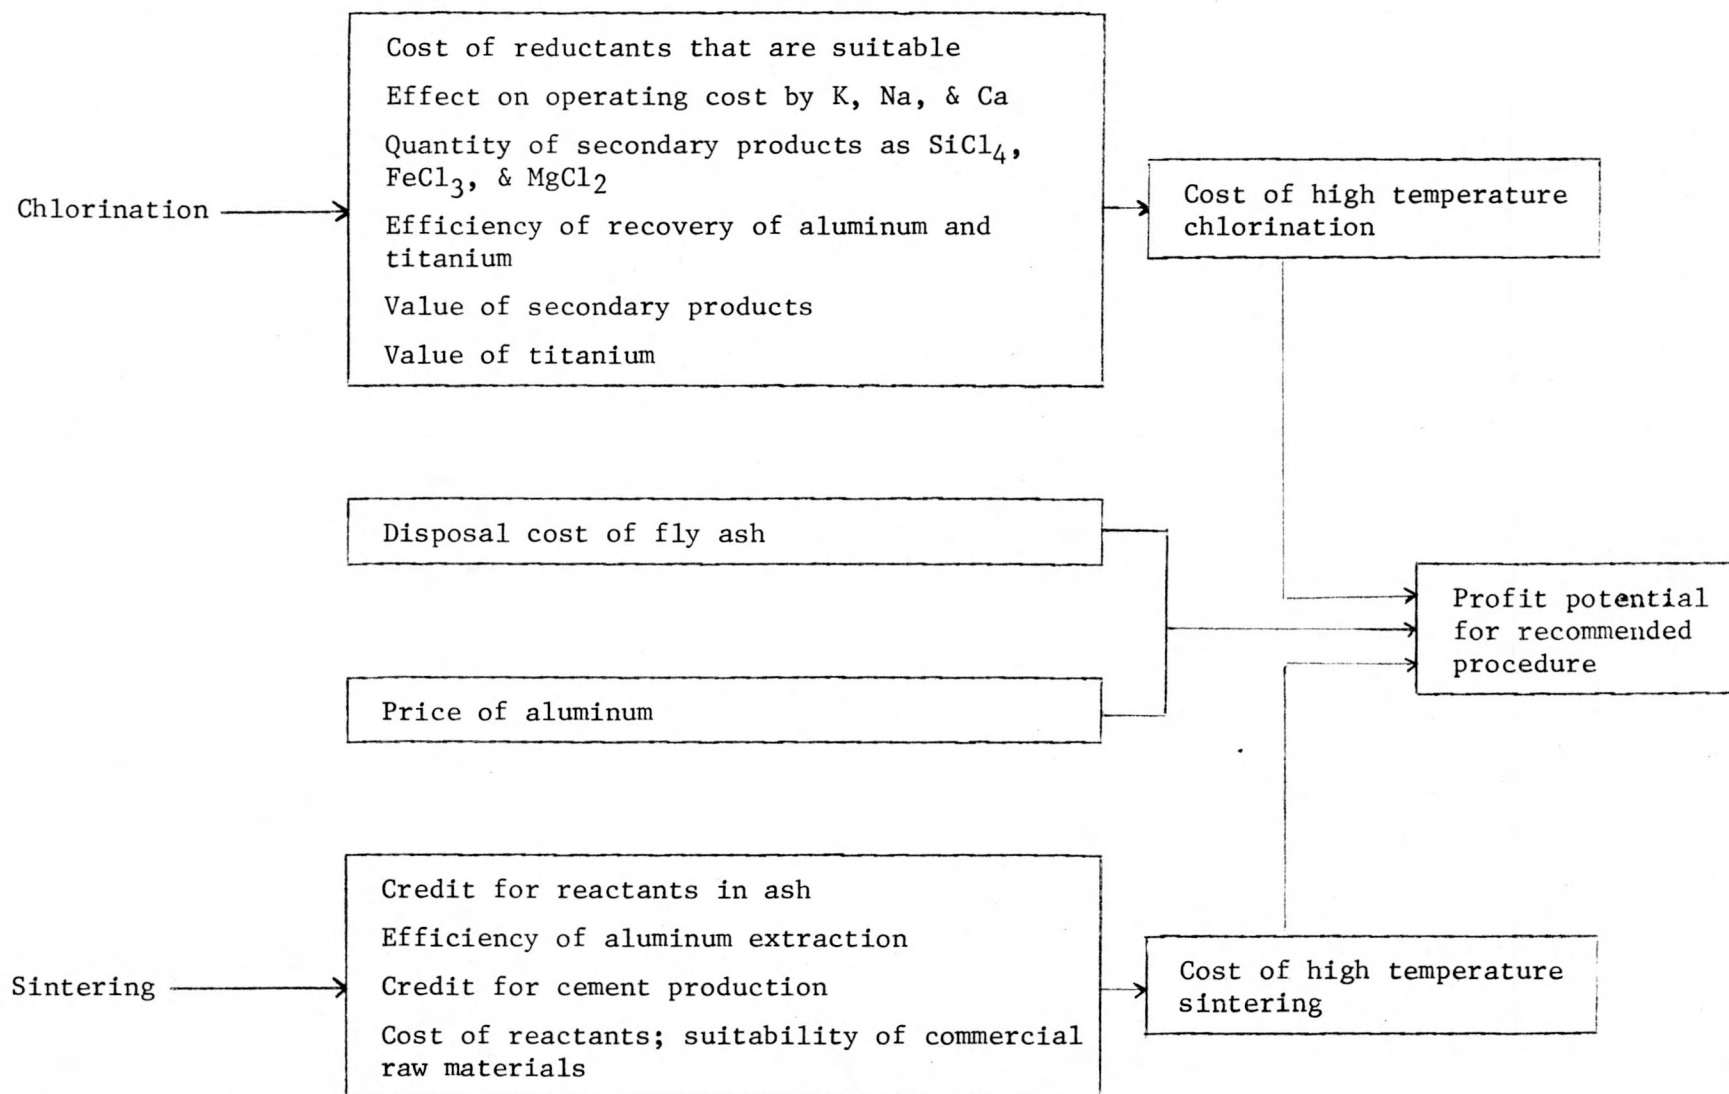 Chlorination
Cost of reductants that are suitable
Effect on operating cost by K, Na, & Ca
Quantity of secondary products as SiCl4,
FeCl3, & MgCl2
Efficiency of recovery of aluminum and
titanium
Value of secondary products
Value of titanium
Cost of high temperature
chlorination
Disposal cost of fly ash
Price of aluminum
Profit potential
for recommended
procedure
Sintering
Credit for reactants in ash
Efficiency of aluminum extraction
Credit for cement production
Cost of reactants; suitability of commercial
raw materials
Cost of high temperature
sintering